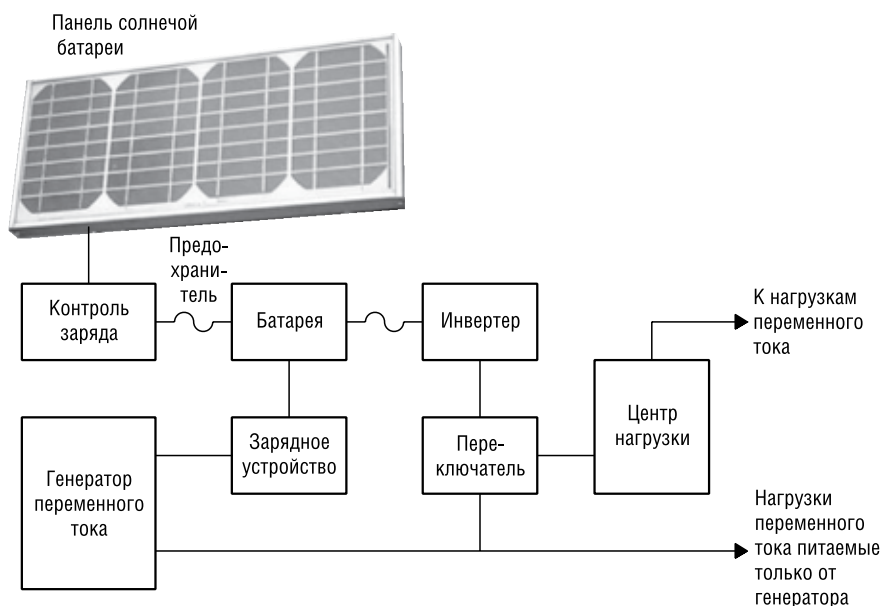 Панель солнечой
батареи
Предо-
храни-
тель
Контроль
заряда
Батарея
Инвертер
К нагрузкам
переменного
тока
Центр
нагрузки
Генератор
переменного
тока
Зарядное
устройство
Пере-
ключатель
Нагрузки
переменного
тока питаемые
только от
генератора